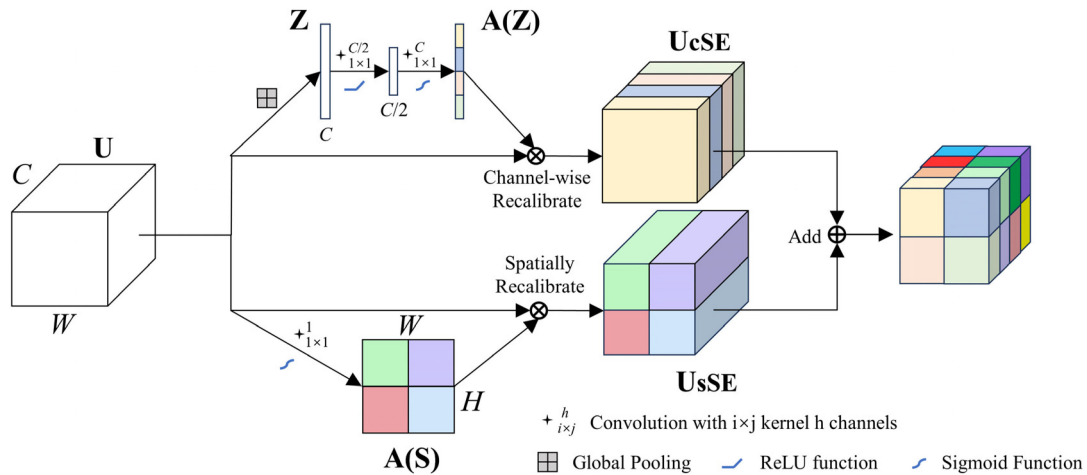 Z
A(Z)
UcSE
C/2
1×1
C
1×1
C
C/2
U
C
W
Channel-wise
Recalibrate
Add
Spatially
Recalibrate
1
1×1
W
H
A(S)
UsSE
h
i×j
Convolution with i×j kernel h channels
Global Pooling
ReLU function
Sigmoid Function